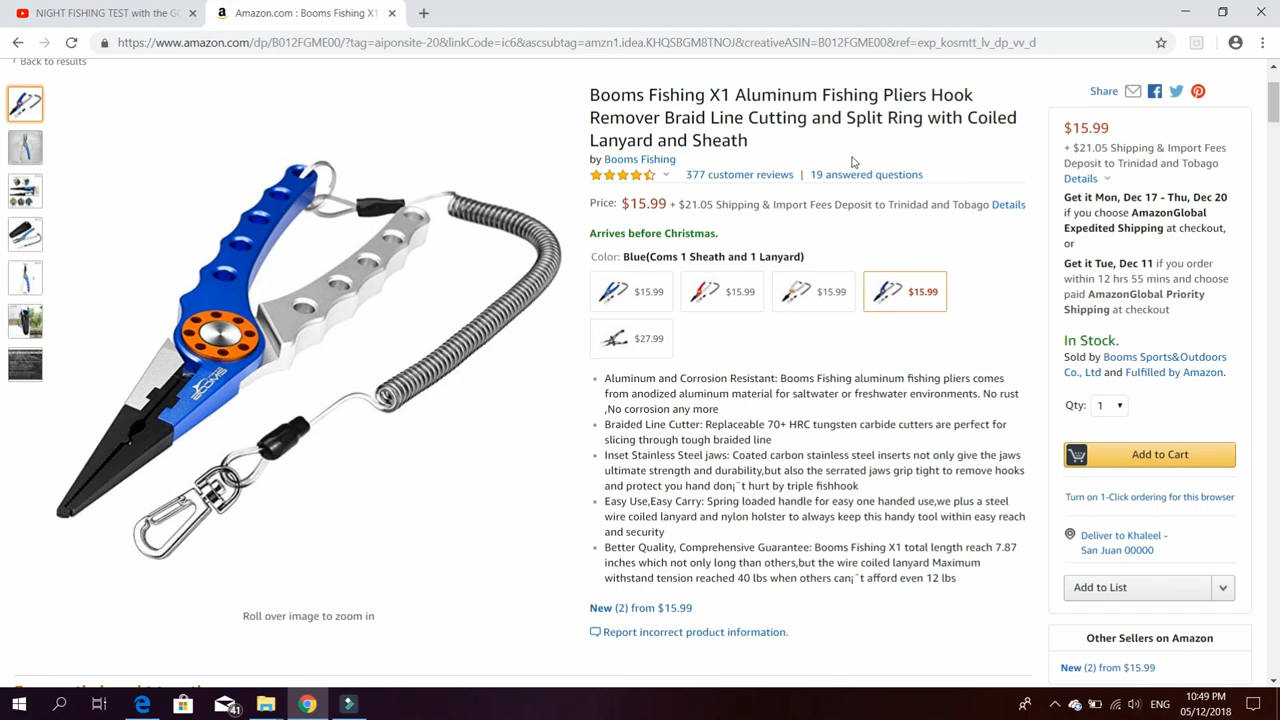 NIGHT FISHING TEST with the GO
Amazon.com : Booms Fishing X1
https://www.amazon.com/dp/B012FGME00/?tag=aiponsite-20&linkCode=ic6&ascsubtag=amzn1.idea.KHQSBGM8TNOJ&creativeASIN=B012FGME00&ref=exp_kosmtt_lv_dp_vv_d
‹ Back to results
Booms Fishing X1 Aluminum Fishing Pliers Hook
Remover Braid Line Cutting and Split Ring with Coiled
Lanyard and Sheath
by Booms Fishing
377 customer reviews | 19 answered questions
Price: $15.99 + $21.05 Shipping & Import Fees Deposit to Trinidad and Tobago Details
Arrives before Christmas.
Color: Blue(Coms 1 Sheath and 1 Lanyard)
$15.99 $15.99 $15.99 $15.99
$27.99
• Aluminum and Corrosion Resistant: Booms Fishing aluminum fishing pliers comes
from anodized aluminum material for saltwater or freshwater environments. No rust
,No corrosion any more
• Braided Line Cutter: Replaceable 70+ HRC tungsten carbide cutters are perfect for
slicing through tough braided line
• Inset Stainless Steel jaws: Coated carbon stainless steel inserts not only give the jaws
ultimate strength and durability,but also the serrated jaws grip tight to remove hooks
and protect you hand don¡¯t hurt by triple fishhook
• Easy Use,Easy Carry: Spring loaded handle for easy one handed use,we plus a steel
wire coiled lanyard and nylon holster to always keep this handy tool within easy reach
and security
• Better Quality, Comprehensive Guarantee: Booms Fishing X1 total length reach 7.87
inches which not only long than others,but the wire coiled lanyard Maximum
withstand tension reached 40 lbs when others can¡¯t afford even 12 lbs
New (2) from $15.99
Report incorrect product information.
BOOMS
Roll over image to zoom in
Share
$15.99
+ $21.05 Shipping & Import Fees
Deposit to Trinidad and Tobago
Details
Get it Mon, Dec 17 - Thu, Dec 20
if you choose AmazonGlobal
Expedited Shipping at checkout,
or
Get it Tue, Dec 11 if you order
within 12 hrs 55 mins and choose
paid AmazonGlobal Priority
Shipping at checkout
In Stock.
Sold by Booms Sports&Outdoors
Co., Ltd and Fulfilled by Amazon.
Qty: 1
Add to Cart
Turn on 1-Click ordering for this browser
Deliver to Khaleel -
San Juan 00000
Add to List
Other Sellers on Amazon
New (2) from $15.99
41
ENG
10:49 PM
05/12/2018